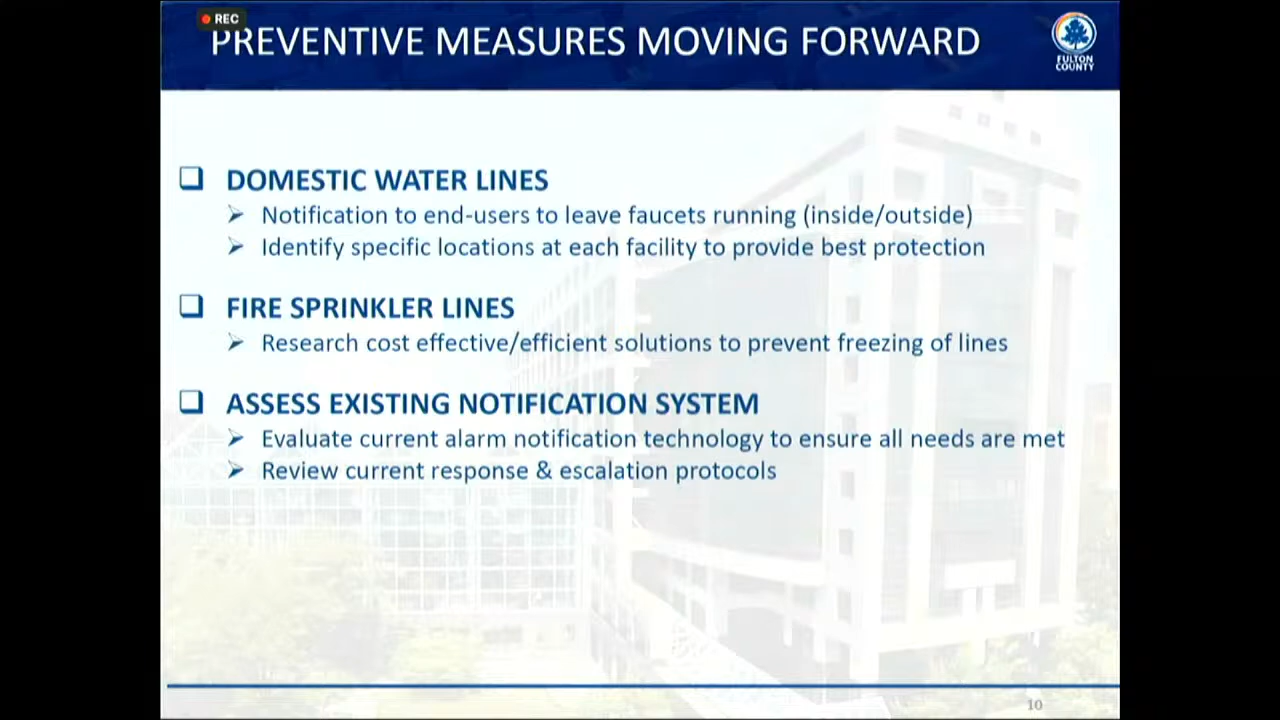 REC
PREVENTIVE MEASURES MOVING FORWARD
FULTON
COUNTY
DOMESTIC WATER LINES
Notification to end-users to leave faucets running (inside/outside)
Identify specific locations at each facility to provide best protection
FIRE SPRINKLER LINES
Research cost effective/efficient solutions to prevent freezing of lines
ASSESS EXISTING NOTIFICATION SYSTEM
Evaluate current alarm notification technology to ensure all needs are met
Review current response & escalation protocols
10